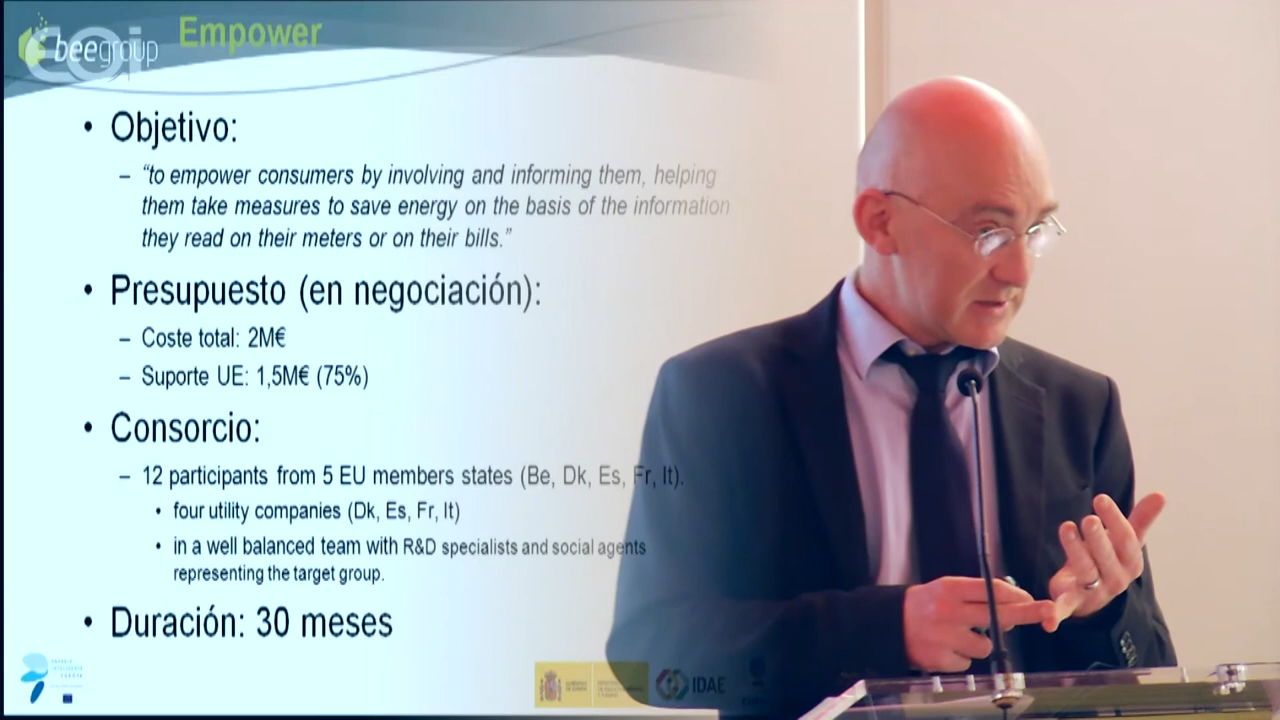 beegroup
eoi
Empower
• Objetivo:
– “to empower consumers by involving and informing them, helping
them take measures to save energy on the basis of the information
they read on their meters or on their bills.”
• Presupuesto (en negociación):
– Coste total: 2M€
– Suporte UE: 1,5M€ (75%)
• Consorcio:
– 12 participants from 5 EU members states (Be, Dk, Es, Fr, It).
• four utility companies (Dk, Es, Fr, It)
• in a well balanced team with R&D specialists and social agents
representing the target group.
• Duración: 30 meses
IDAE